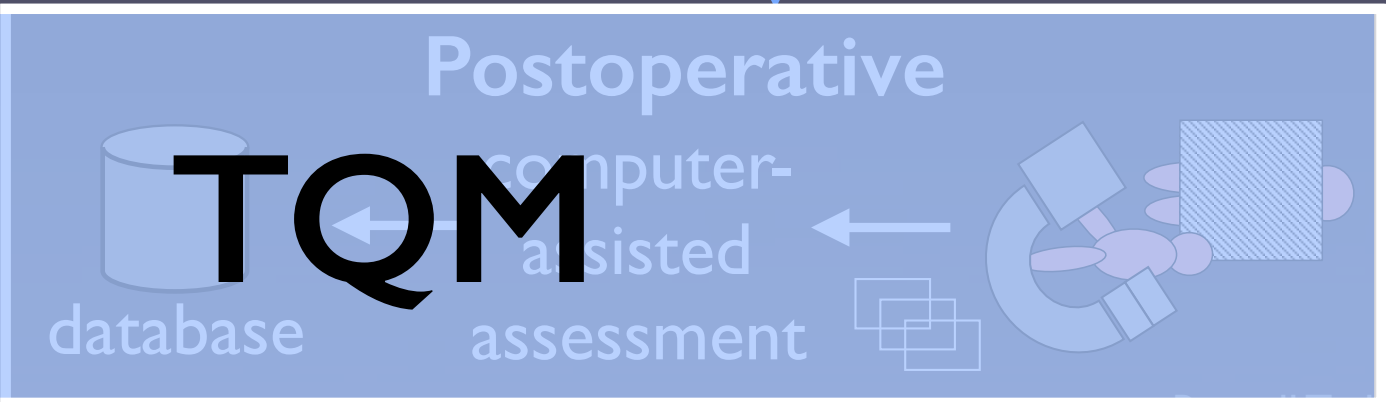 Postoperative
TQM
computer-
assisted
assessment
database